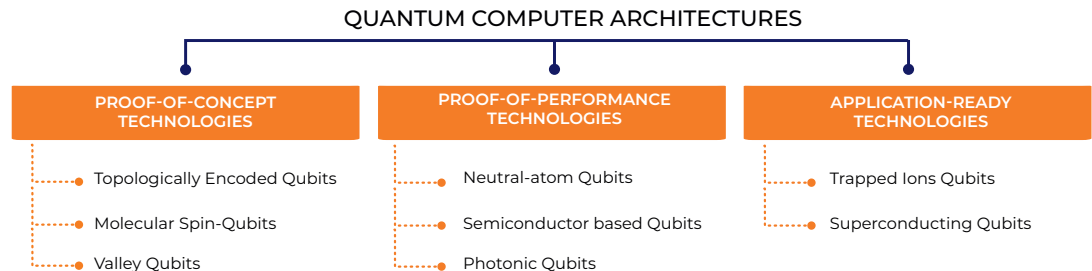 QUANTUM COMPUTER ARCHITECTURES
PROOF-OF-CONCEPT
TECHNOLOGIES
Topologically Encoded Qubits
Molecular Spin-Qubits
Valley Qubits
PROOF-OF-PERFORMANCE
TECHNOLOGIES
Neutral-atom Qubits
Semiconductor based Qubits
Photonic Qubits
APPLICATION-READY
TECHNOLOGIES
Trapped Ions Qubits
Superconducting Qubits